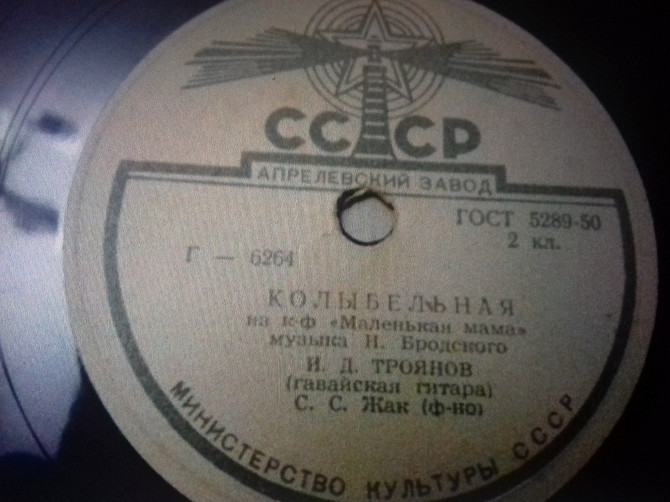 СССР
АПРЕЛЕВСКИЙ ЗАВОД
ГОСТ 5289-50
2 кл.
Г — 6264
КОЛЫБЕЛЬНАЯ
из к-ф «Маленькая мама»
музыка Н. Бродского
И. Д. ТРОЯНОВ
(гавайская гитара)
С. С. Жак (ф-но)
МИНИСТЕРСТВО КУЛЬТУРЫ СССР